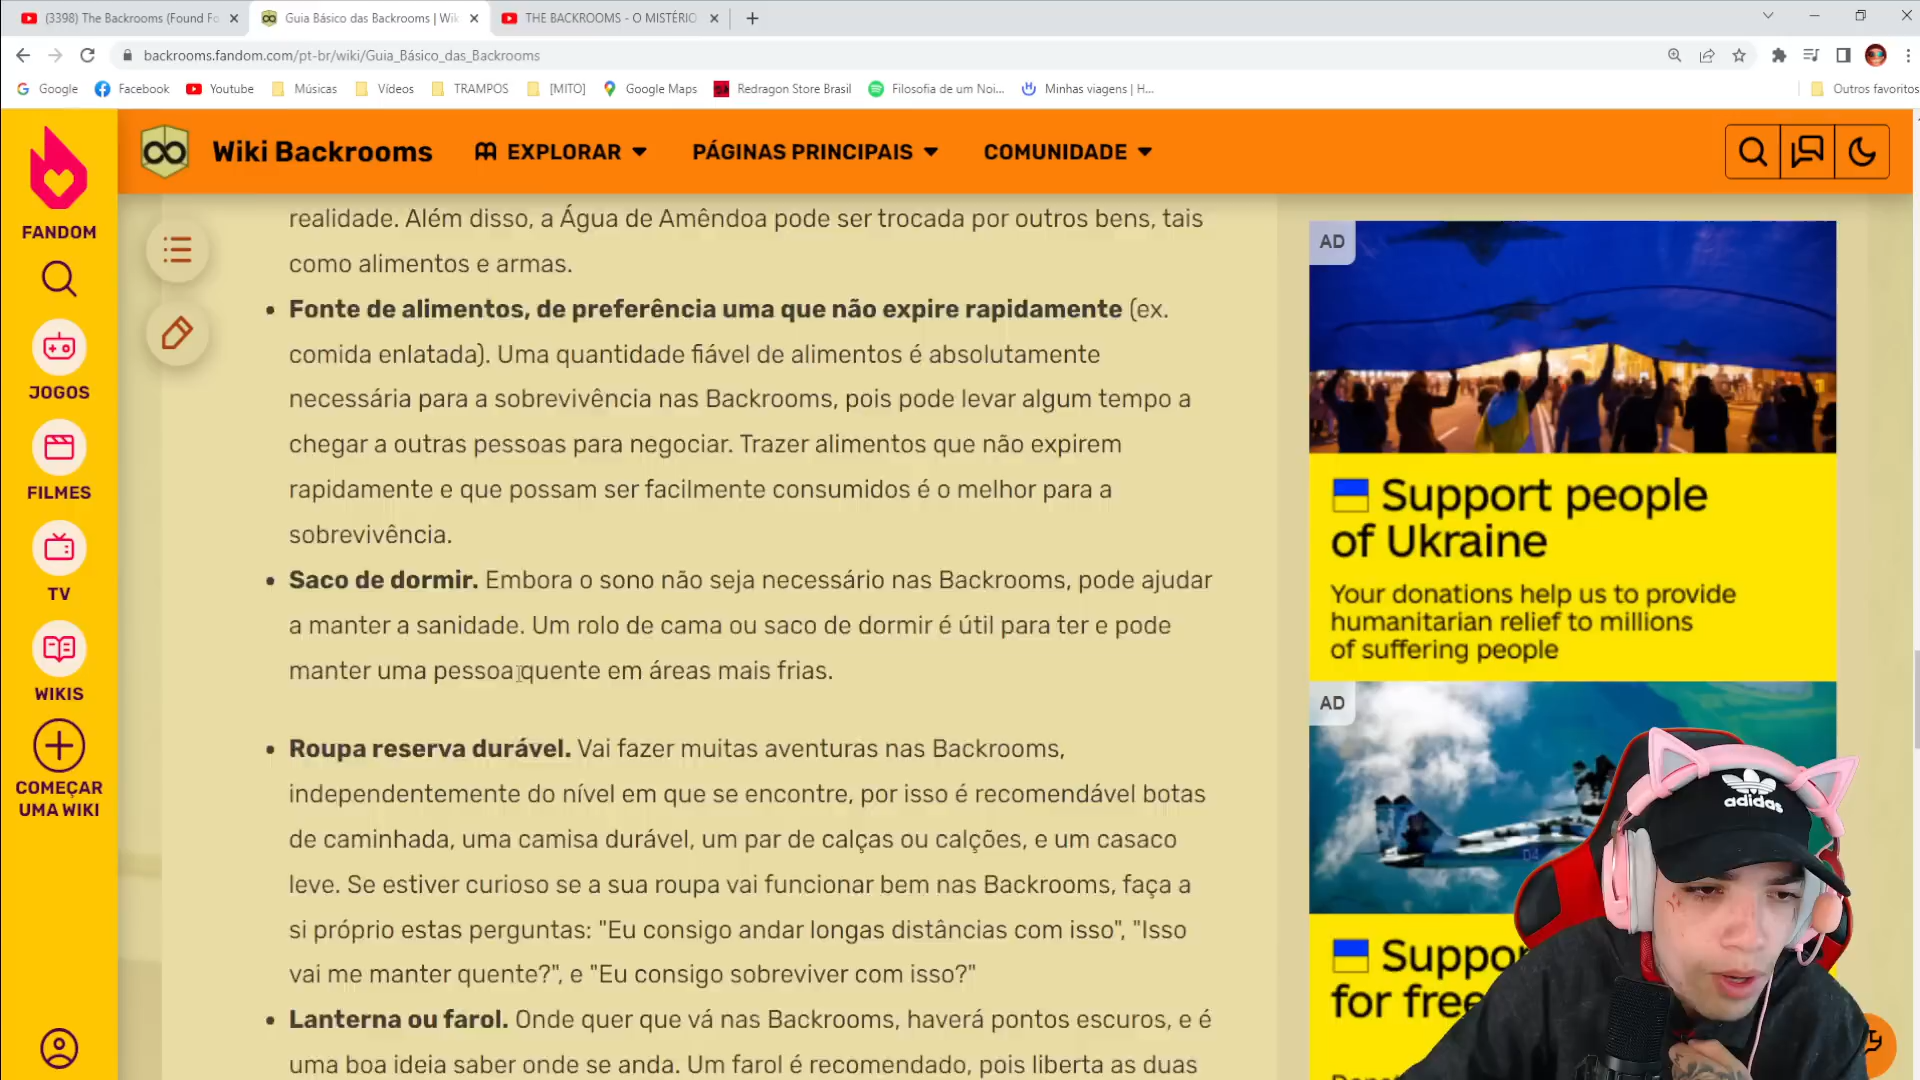 (3398) The Backrooms (Found Fo
Guia Básico das Backrooms | Wik
THE BACKROOMS - O MISTÉRIO
backrooms.fandom.com/pt-br/wiki/Guia_Básico_das_Backrooms
Google
Facebook
Youtube
Músicas
Vídeos
TRAMPOS
[MITO]
Google Maps
Redragon Store Brasil
Filosofia de um Noi...
Minhas viagens | H...
Outros favoritos
Wiki Backrooms
EXPLORAR
PÁGINAS PRINCIPAIS
COMUNIDADE
FANDOM
JOGOS
FILMES
TV
WIKIS
COMEÇAR
UMA WIKI
realidade. Além disso, a Água de Amêndoa pode ser trocada por outros bens, tais
como alimentos e armas.
Fonte de alimentos, de preferência uma que não expire rapidamente (ex.
comida enlatada). Uma quantidade fiável de alimentos é absolutamente
necessária para a sobrevivência nas Backrooms, pois pode levar algum tempo a
chegar a outras pessoas para negociar. Trazer alimentos que não expirem
rapidamente e que possam ser facilmente consumidos é o melhor para a
sobrevivência.
Saco de dormir. Embora o sono não seja necessário nas Backrooms, pode ajudar
a manter a sanidade. Um rolo de cama ou saco de dormir é útil para ter e pode
manter uma pessoa quente em áreas mais frias.
Roupa reserva durável. Vai fazer muitas aventuras nas Backrooms,
independentemente do nível em que se encontre, por isso é recomendável botas
de caminhada, uma camisa durável, um par de calças ou calções, e um casaco
leve. Se estiver curioso se a sua roupa vai funcionar bem nas Backrooms, faça a
si próprio estas perguntas: "Eu consigo andar longas distâncias com isso", "Isso
vai me manter quente?", e "Eu consigo sobreviver com isso?"
Lanterna ou farol. Onde quer que vá nas Backrooms, haverá pontos escuros, e é
uma boa ideia saber onde se anda. Um farol é recomendado, pois liberta as duas
AD
Support people
of Ukraine
Your donations help us to provide
humanitarian relief to millions
of suffering people
AD
04
Suppo
for free
adidas